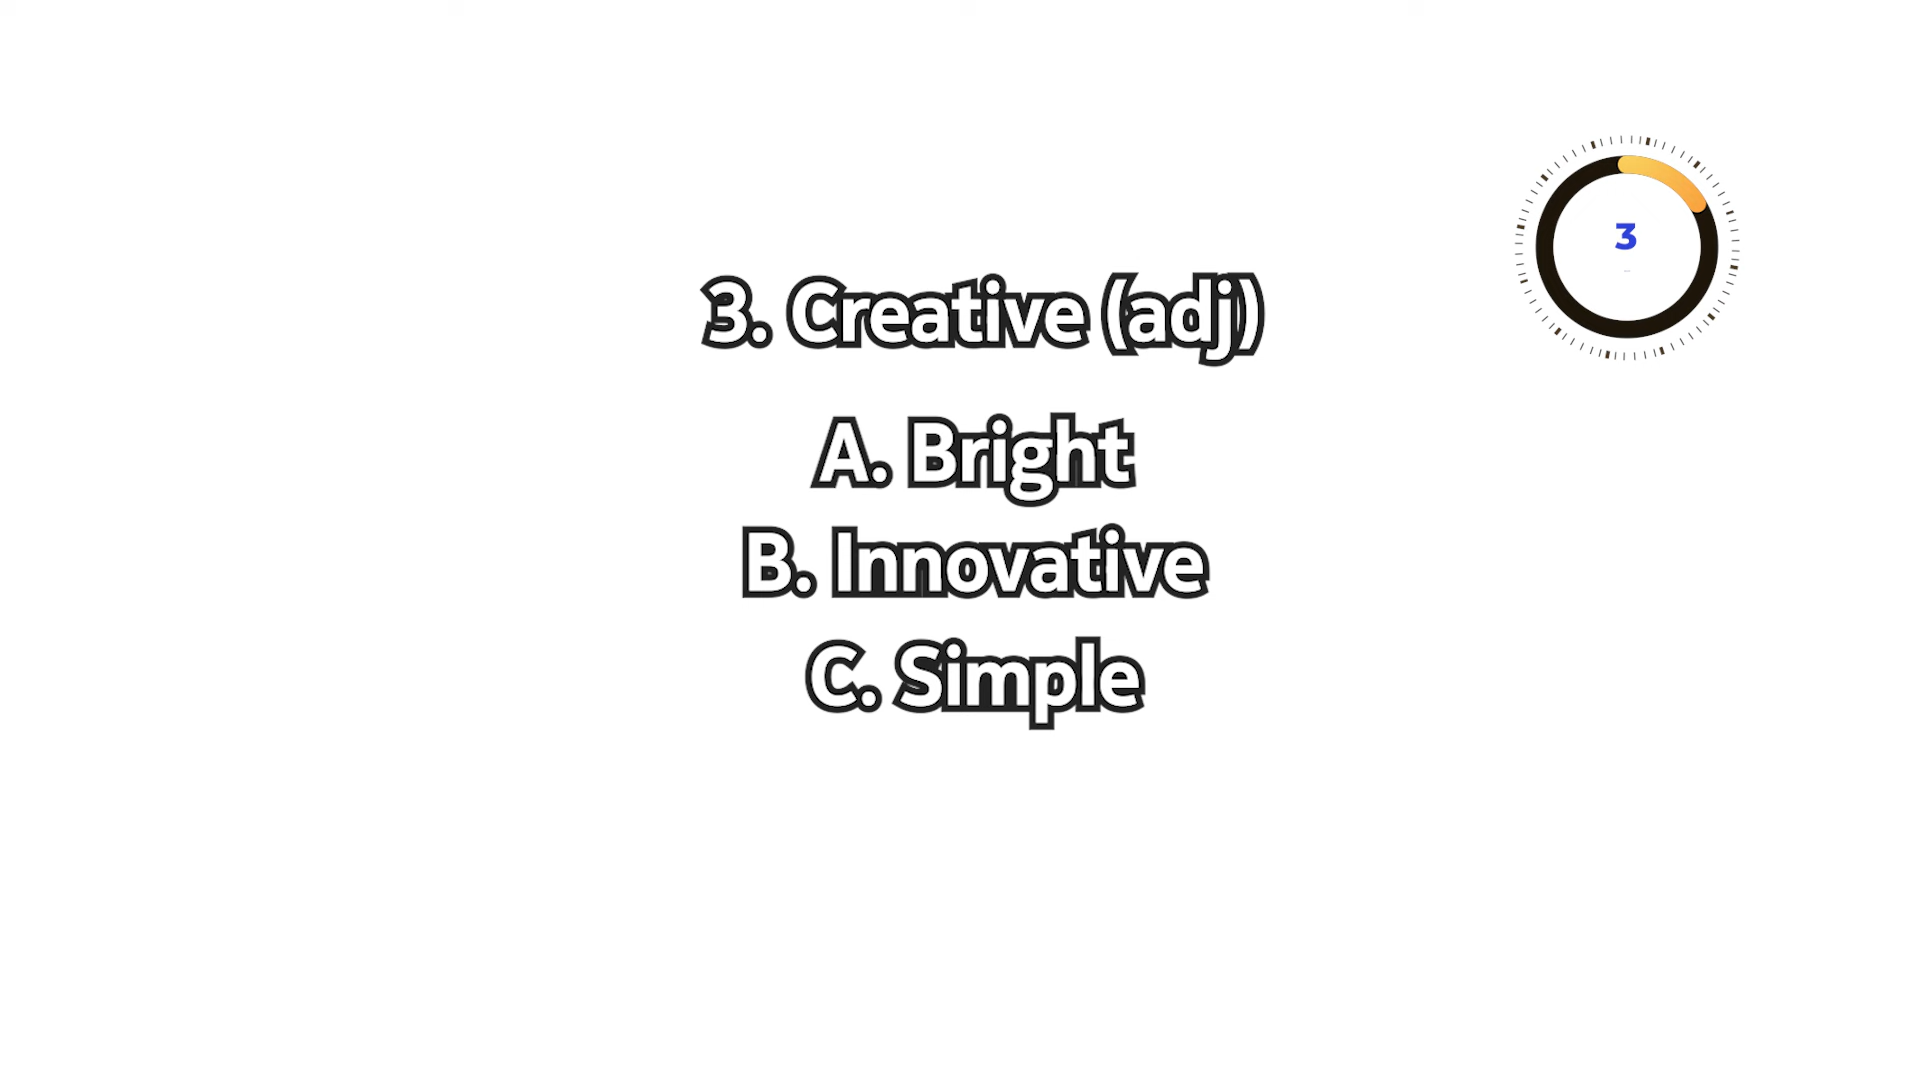 3
3. Creative (adj)
A. Bright
B. Innovative
C. Simple